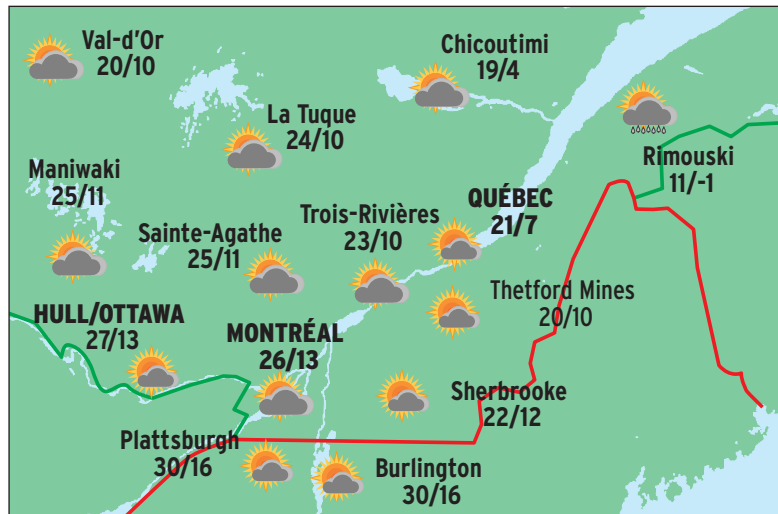 Val-d'Or
20/10
Chicoutimi
19/4
La Tuque
24/10
Rimouski
11/-1
Maniwaki
25/11
QUÉBEC
21/7
Trois-Rivières
23/10
Sainte-Agathe
25/11
Thetford Mines
20/10
HULL/OTTAWA
27/13
MONTRÉAL
26/13
Sherbrooke
22/12
Plattsburgh
30/16
Burlington
30/16